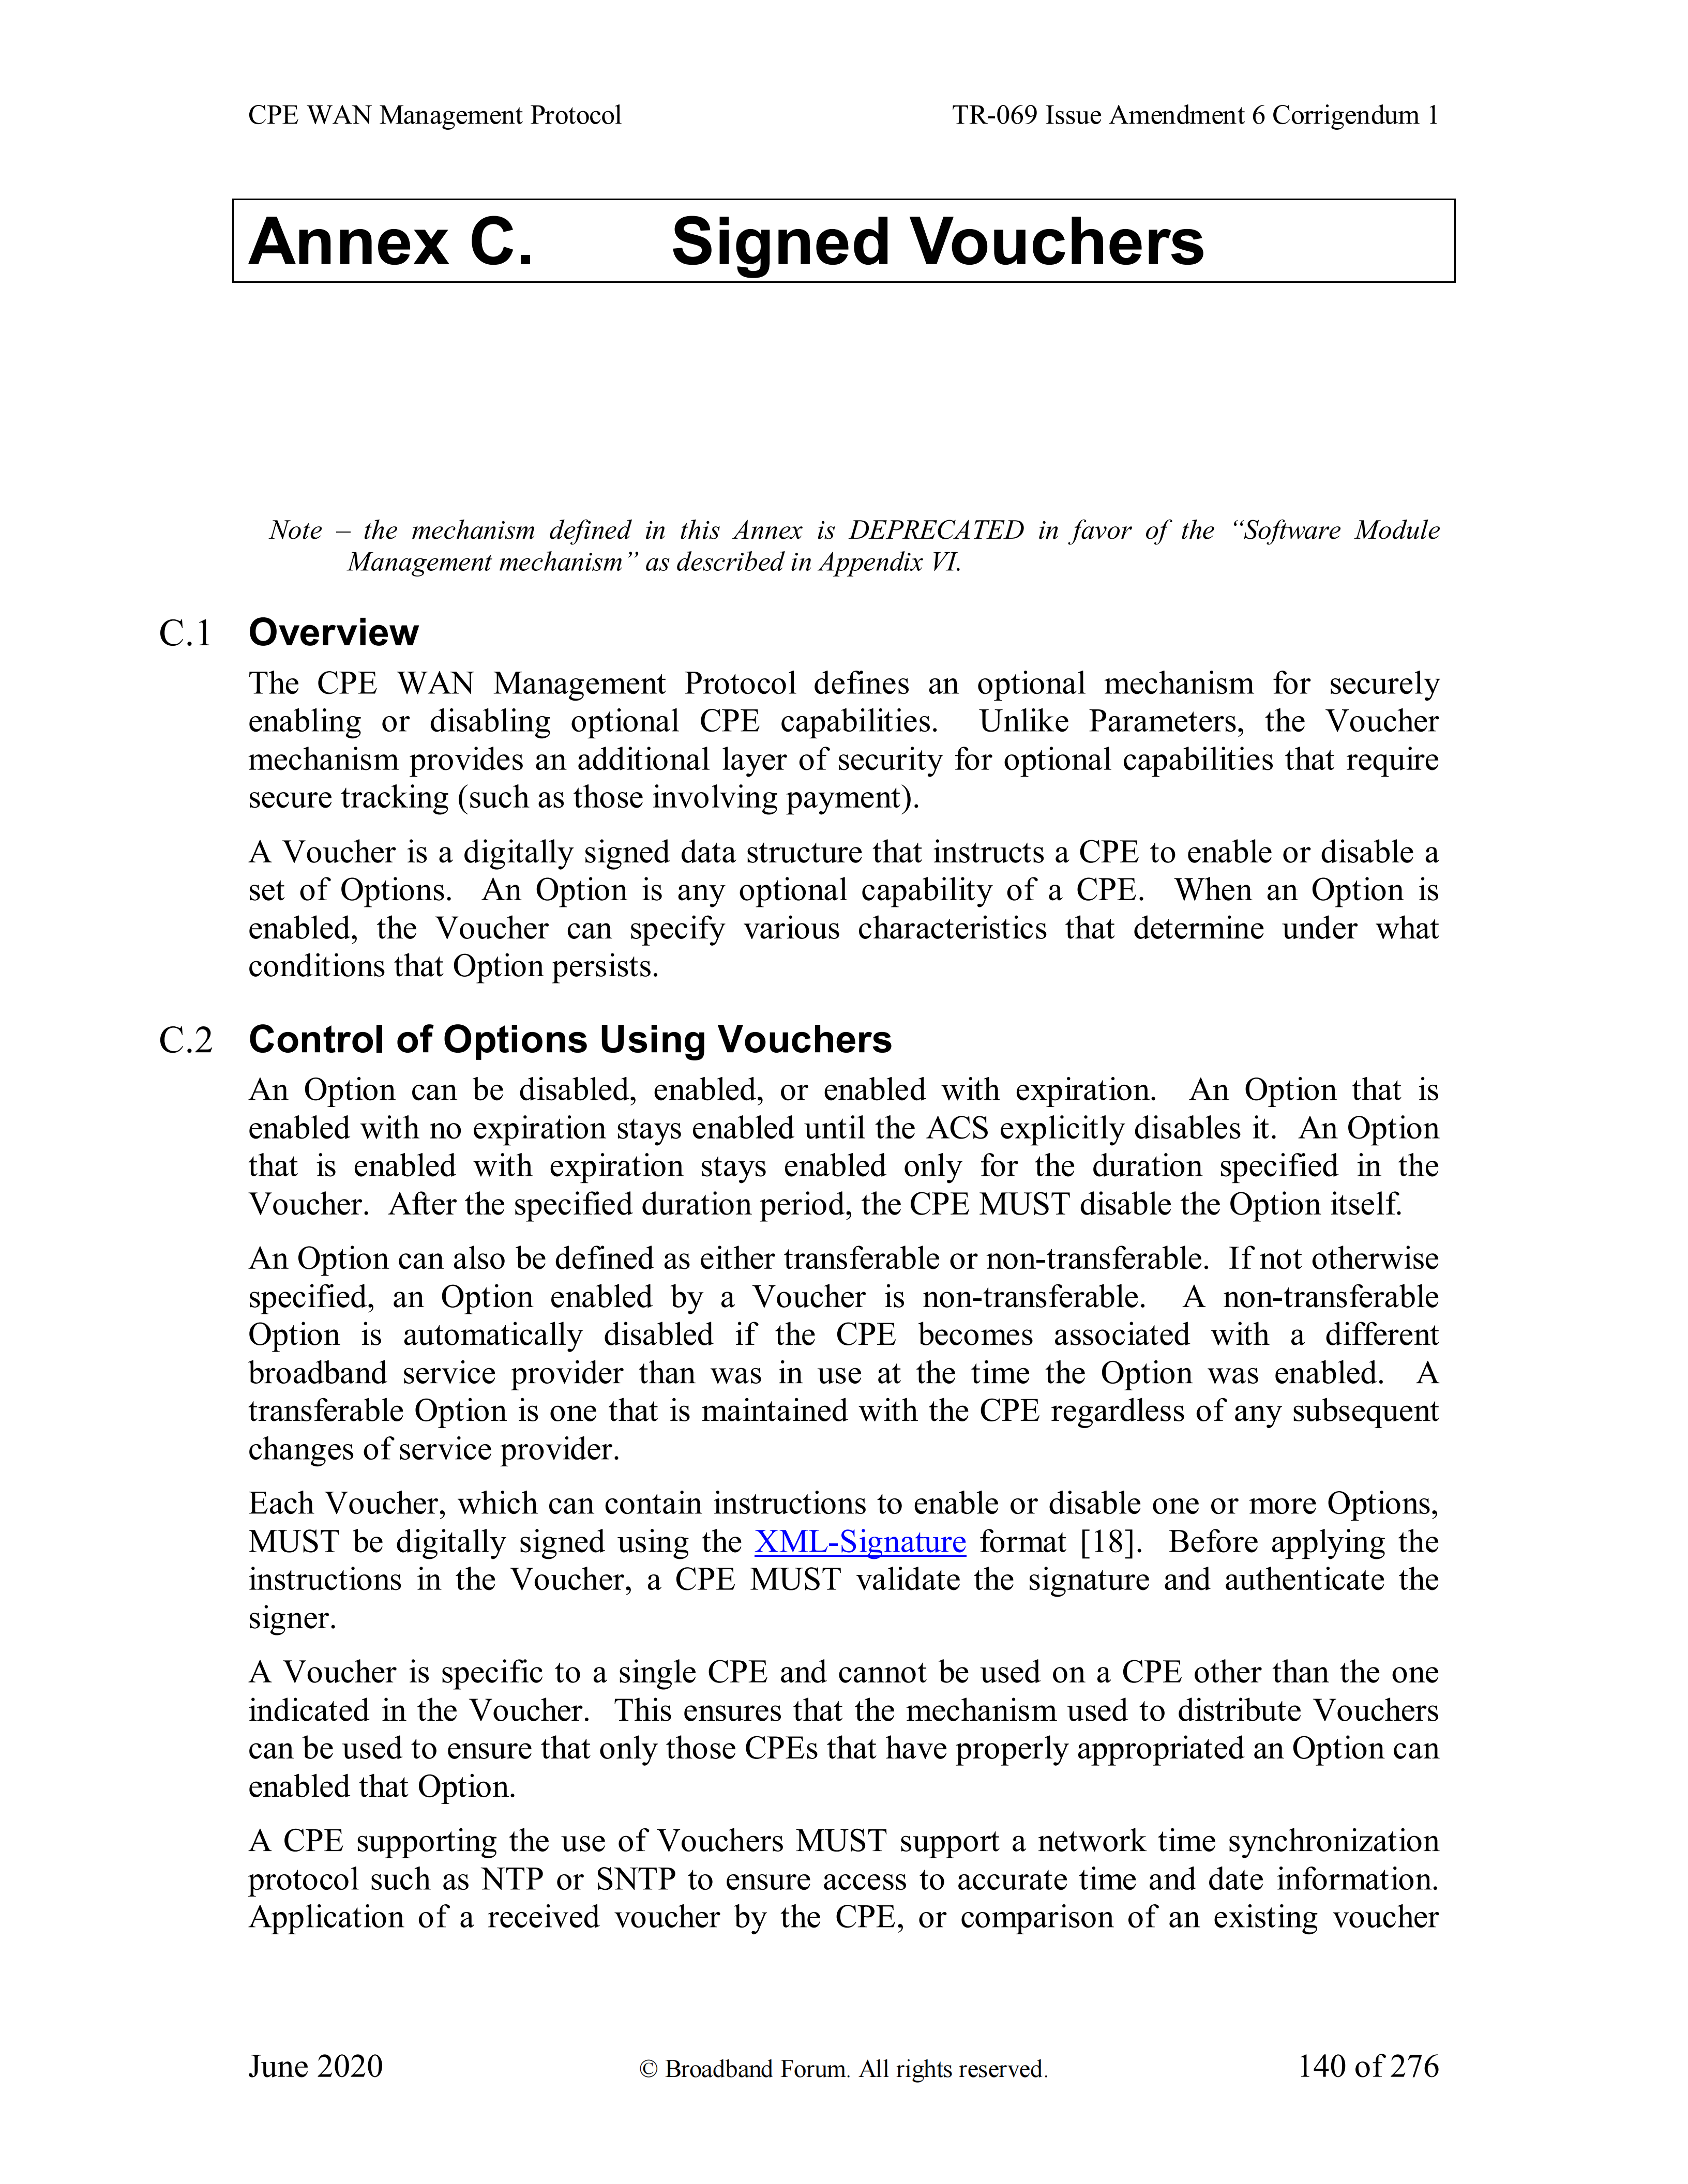 CPE WAN Management Protocol TR-069 Issue Amendment 6 Corrigendum 1
Annex C. Signed Vouchers
Note – the mechanism defined in this Annex is DEPRECATED in favor of the “Software Module
Management mechanism” as described in Appendix VI.
C.1 Overview
The CPE WAN Management Protocol defines an optional mechanism for securely
enabling or disabling optional CPE capabilities. Unlike Parameters, the Voucher
mechanism provides an additional layer of security for optional capabilities that require
secure tracking (such as those involving payment).
A Voucher is a digitally signed data structure that instructs a CPE to enable or disable a
set of Options. An Option is any optional capability of a CPE. When an Option is
enabled, the Voucher can specify various characteristics that determine under what
conditions that Option persists.
C.2 Control of Options Using Vouchers
An Option can be disabled, enabled, or enabled with expiration. An Option that is
enabled with no expiration stays enabled until the ACS explicitly disables it. An Option
that is enabled with expiration stays enabled only for the duration specified in the
Voucher. After the specified duration period, the CPE MUST disable the Option itself.
An Option can also be defined as either transferable or non-transferable. If not otherwise
specified, an Option enabled by a Voucher is non-transferable. A non-transferable
Option is automatically disabled if the CPE becomes associated with a different
broadband service provider than was in use at the time the Option was enabled. A
transferable Option is one that is maintained with the CPE regardless of any subsequent
changes of service provider.
Each Voucher, which can contain instructions to enable or disable one or more Options,
MUST be digitally signed using the XML-Signature format [18]. Before applying the
instructions in the Voucher, a CPE MUST validate the signature and authenticate the
signer.
A Voucher is specific to a single CPE and cannot be used on a CPE other than the one
indicated in the Voucher. This ensures that the mechanism used to distribute Vouchers
can be used to ensure that only those CPEs that have properly appropriated an Option can
enabled that Option.
A CPE supporting the use of Vouchers MUST support a network time synchronization
protocol such as NTP or SNTP to ensure access to accurate time and date information.
Application of a received voucher by the CPE, or comparison of an existing voucher
June 2020 © Broadband Forum. All rights reserved. 140 of 276